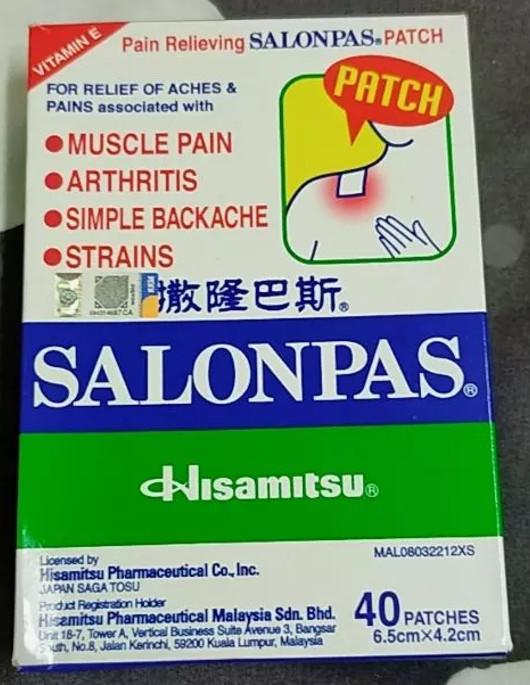 VITAMIN E
Pain Relieving SALONPAS® PATCH
FOR RELIEF OF ACHES &
PAINS associated with
● MUSCLE PAIN
● ARTHRITIS
● SIMPLE BACKACHE
● STRAINS
PATCH
撒隆巴斯®
SALONPAS®
Hisamitsu®
Licensed by
Hisamitsu Pharmaceutical Co., Inc.
JAPAN SAGA TOSU
Product Registration Holder
Hisamitsu Pharmaceutical Malaysia Sdn. Bhd.
Unit 18-7, Tower A, Vertical Business Suite Avenue 3, Bangsar
South, No.8, Jalan Kerinchi, 59200 Kuala Lumpur, Malaysia
MAL08032212XS
40 PATCHES
6.5cm×4.2cm